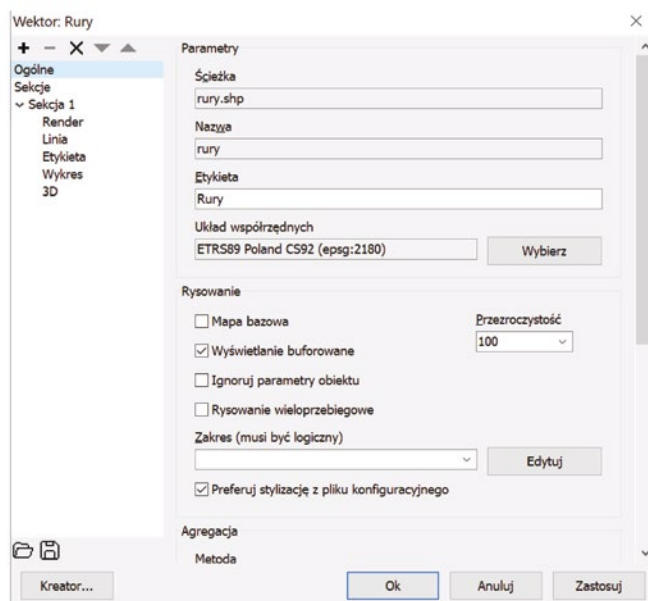 Wektor: Rury
Ogólne
Sekcje
Sekcja 1
Render
Linia
Etykieta
Wykres
3D
Parametry
Ścieżka
rury.shp
Nazwa
rury
Etykieta
Rury
Układ współrzędnych
ETRS89 Poland CS92 (epsg:2180)
Wybierz
Rysowanie
Mapa bazowa
Przezroczystość
100
Wyświetlanie buforowane
Ignoruj parametry obiektu
Rysowanie wieloprzebiegowe
Zakres (musi być logiczny)
Edytuj
Preferuj stylizację z pliku konfiguracyjnego
Agregacja
Metoda
Kreator...
Ok
Anuluj
Zastosuj